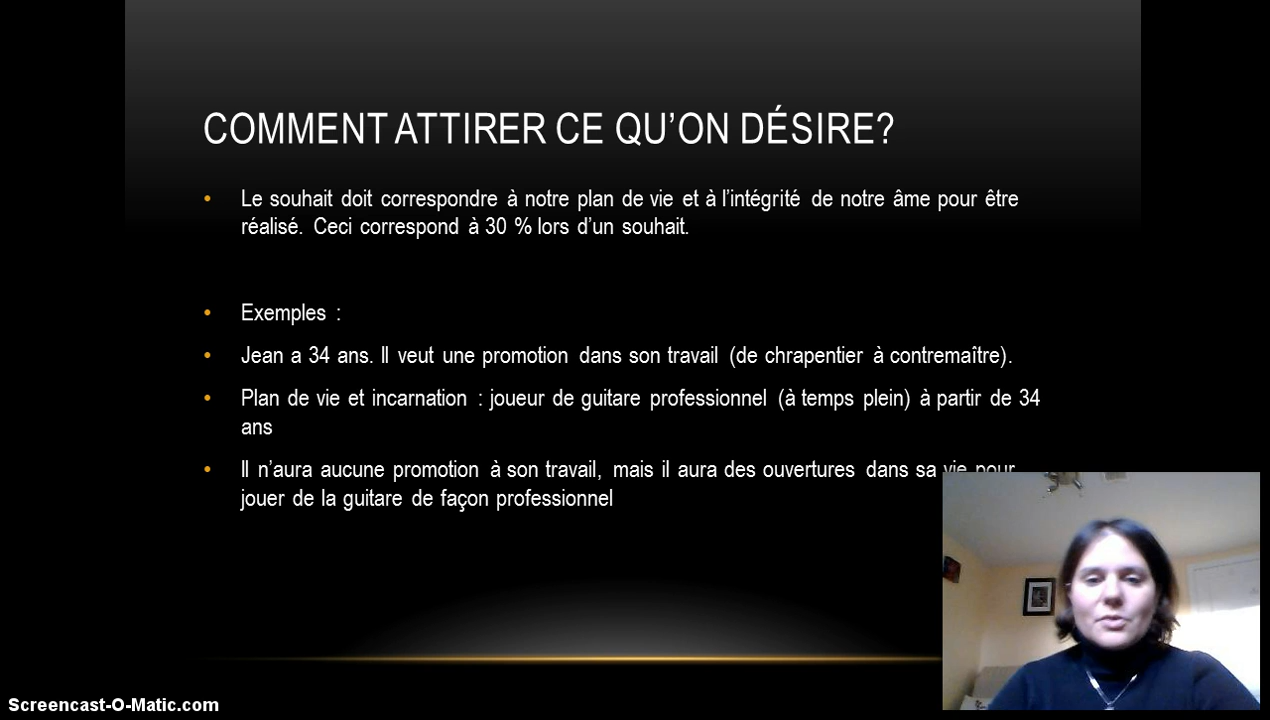 COMMENT ATTIRER CE QU’ON DÉSIRE?
• Le souhait doit correspondre à notre plan de vie et à l’intégrité de notre âme pour être
réalisé. Ceci correspond à 30 % lors d’un souhait.
• Exemples :
• Jean a 34 ans. Il veut une promotion dans son travail (de chrapentier à contremaître).
• Plan de vie et incarnation : joueur de guitare professionnel (à temps plein) à partir de 34
ans
• Il n’aura aucune promotion à son travail, mais il aura des ouvertures dans sa vie pour
jouer de la guitare de façon professionnel
Screencast-O-Matic.com